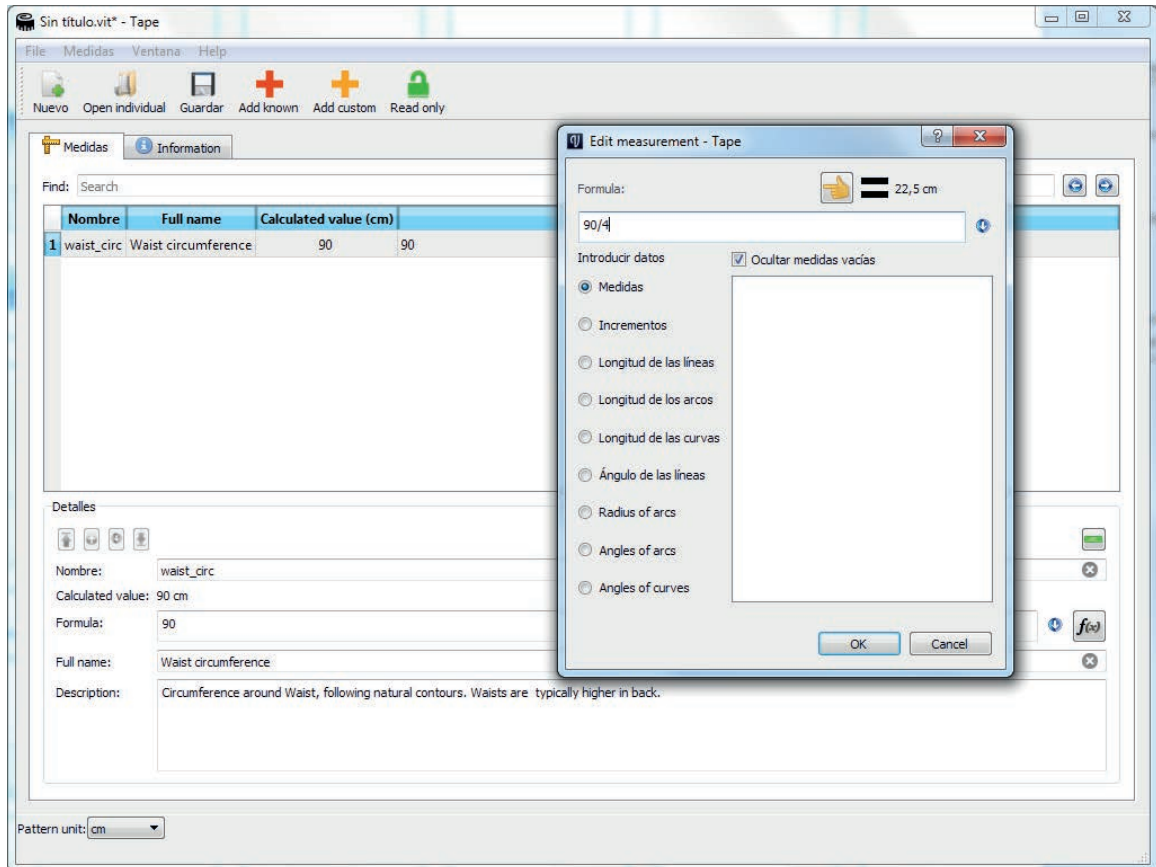 Sin título.vit* - Tape
File Medidas Ventana Help
Nuevo Open individual Guardar Add known Add custom Read only
Medidas Information
Find: Search
Nombre Full name Calculated value (cm)
1 waist_circ Waist circumference 90 90
Detalles
Nombre: waist_circ
Calculated value: 90 cm
Formula: 90
f(x)
Full name: Waist circumference
Description: Circumference around Waist, following natural contours. Waists are typically higher in back.
Pattern unit: cm
Edit measurement - Tape
Formula: 22,5 cm
90/4
Introducir datos Ocultar medidas vacías
Medidas
Incrementos
Longitud de las líneas
Longitud de los arcos
Longitud de las curvas
Ángulo de las líneas
Radius of arcs
Angles of arcs
Angles of curves
OK Cancel